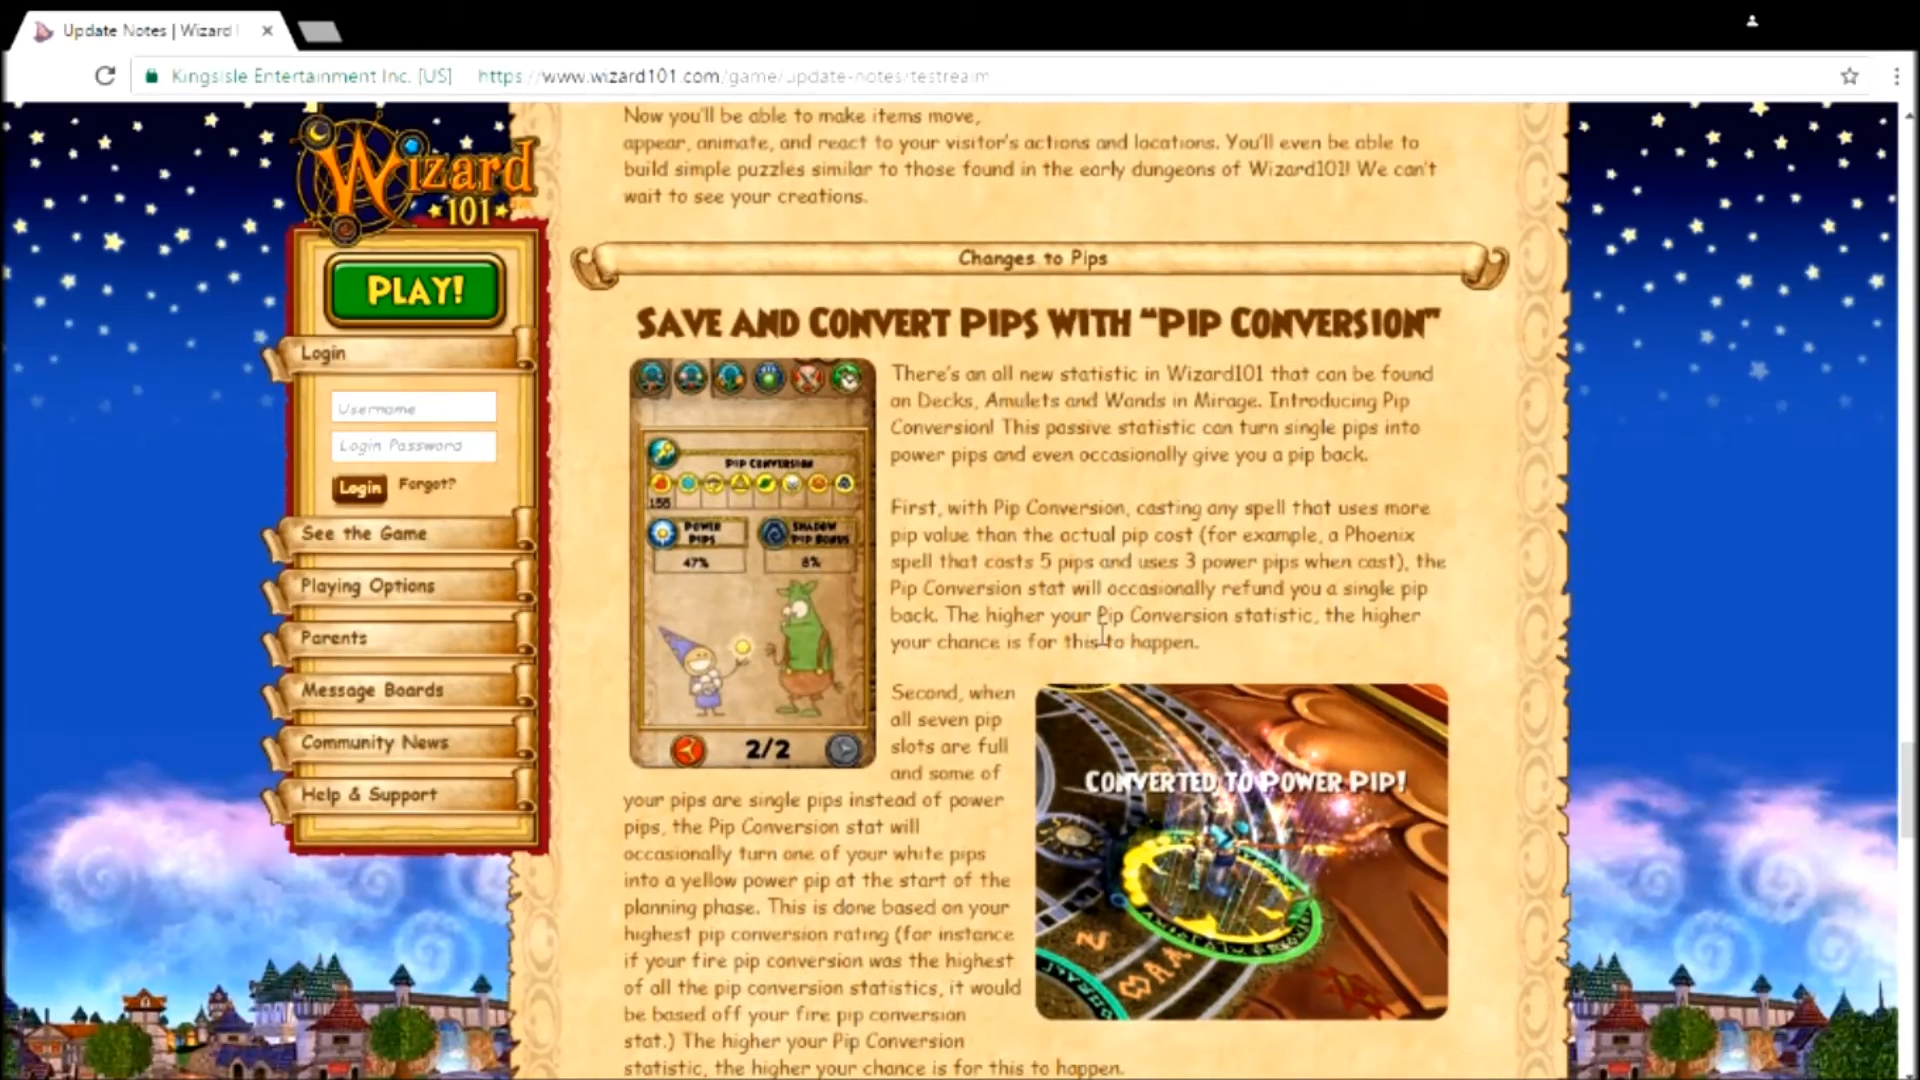 Update Notes | Wizard
KingsIsle Entertainment Inc. [US] https://www.wizard101.com/game/update-notes/testrealm
Wizard
101
PLAY!
Login
Username
Login Password
Login Forgot?
See the Game
Playing Options
Parents
Message Boards
Community News
Help & Support
Now you'll be able to make items move,
appear, animate, and react to your visitor's actions and locations. You'll even be able to
build simple puzzles similar to those found in the early dungeons of Wizard101! We can't
wait to see your creations.
Changes to Pips
SAVE AND CONVERT PIPS WITH "PIP CONVERSION"
PIP CONVERSION
155
POWER
PIPS
47%
SHADOW
PIP BONUS
8%
2/2
There's an all new statistic in Wizard101 that can be found
on Decks, Amulets and Wands in Mirage. Introducing Pip
Conversion! This passive statistic can turn single pips into
power pips and even occasionally give you a pip back.
First, with Pip Conversion, casting any spell that uses more
pip value than the actual pip cost (for example, a Phoenix
spell that costs 5 pips and uses 3 power pips when cast), the
Pip Conversion stat will occasionally refund you a single pip
back. The higher your Pip Conversion statistic, the higher
your chance is for this to happen.
Second, when
all seven pip
slots are full
and some of
your pips are single pips instead of power
pips, the Pip Conversion stat will
occasionally turn one of your white pips
into a yellow power pip at the start of the
planning phase. This is done based on your
highest pip conversion rating (for instance
if your fire pip conversion was the highest
of all the pip conversion statistics, it would
be based off your fire pip conversion
stat.) The higher your Pip Conversion
statistic, the higher your chance is for this to happen.
CONVERTED TO POWER PIP!